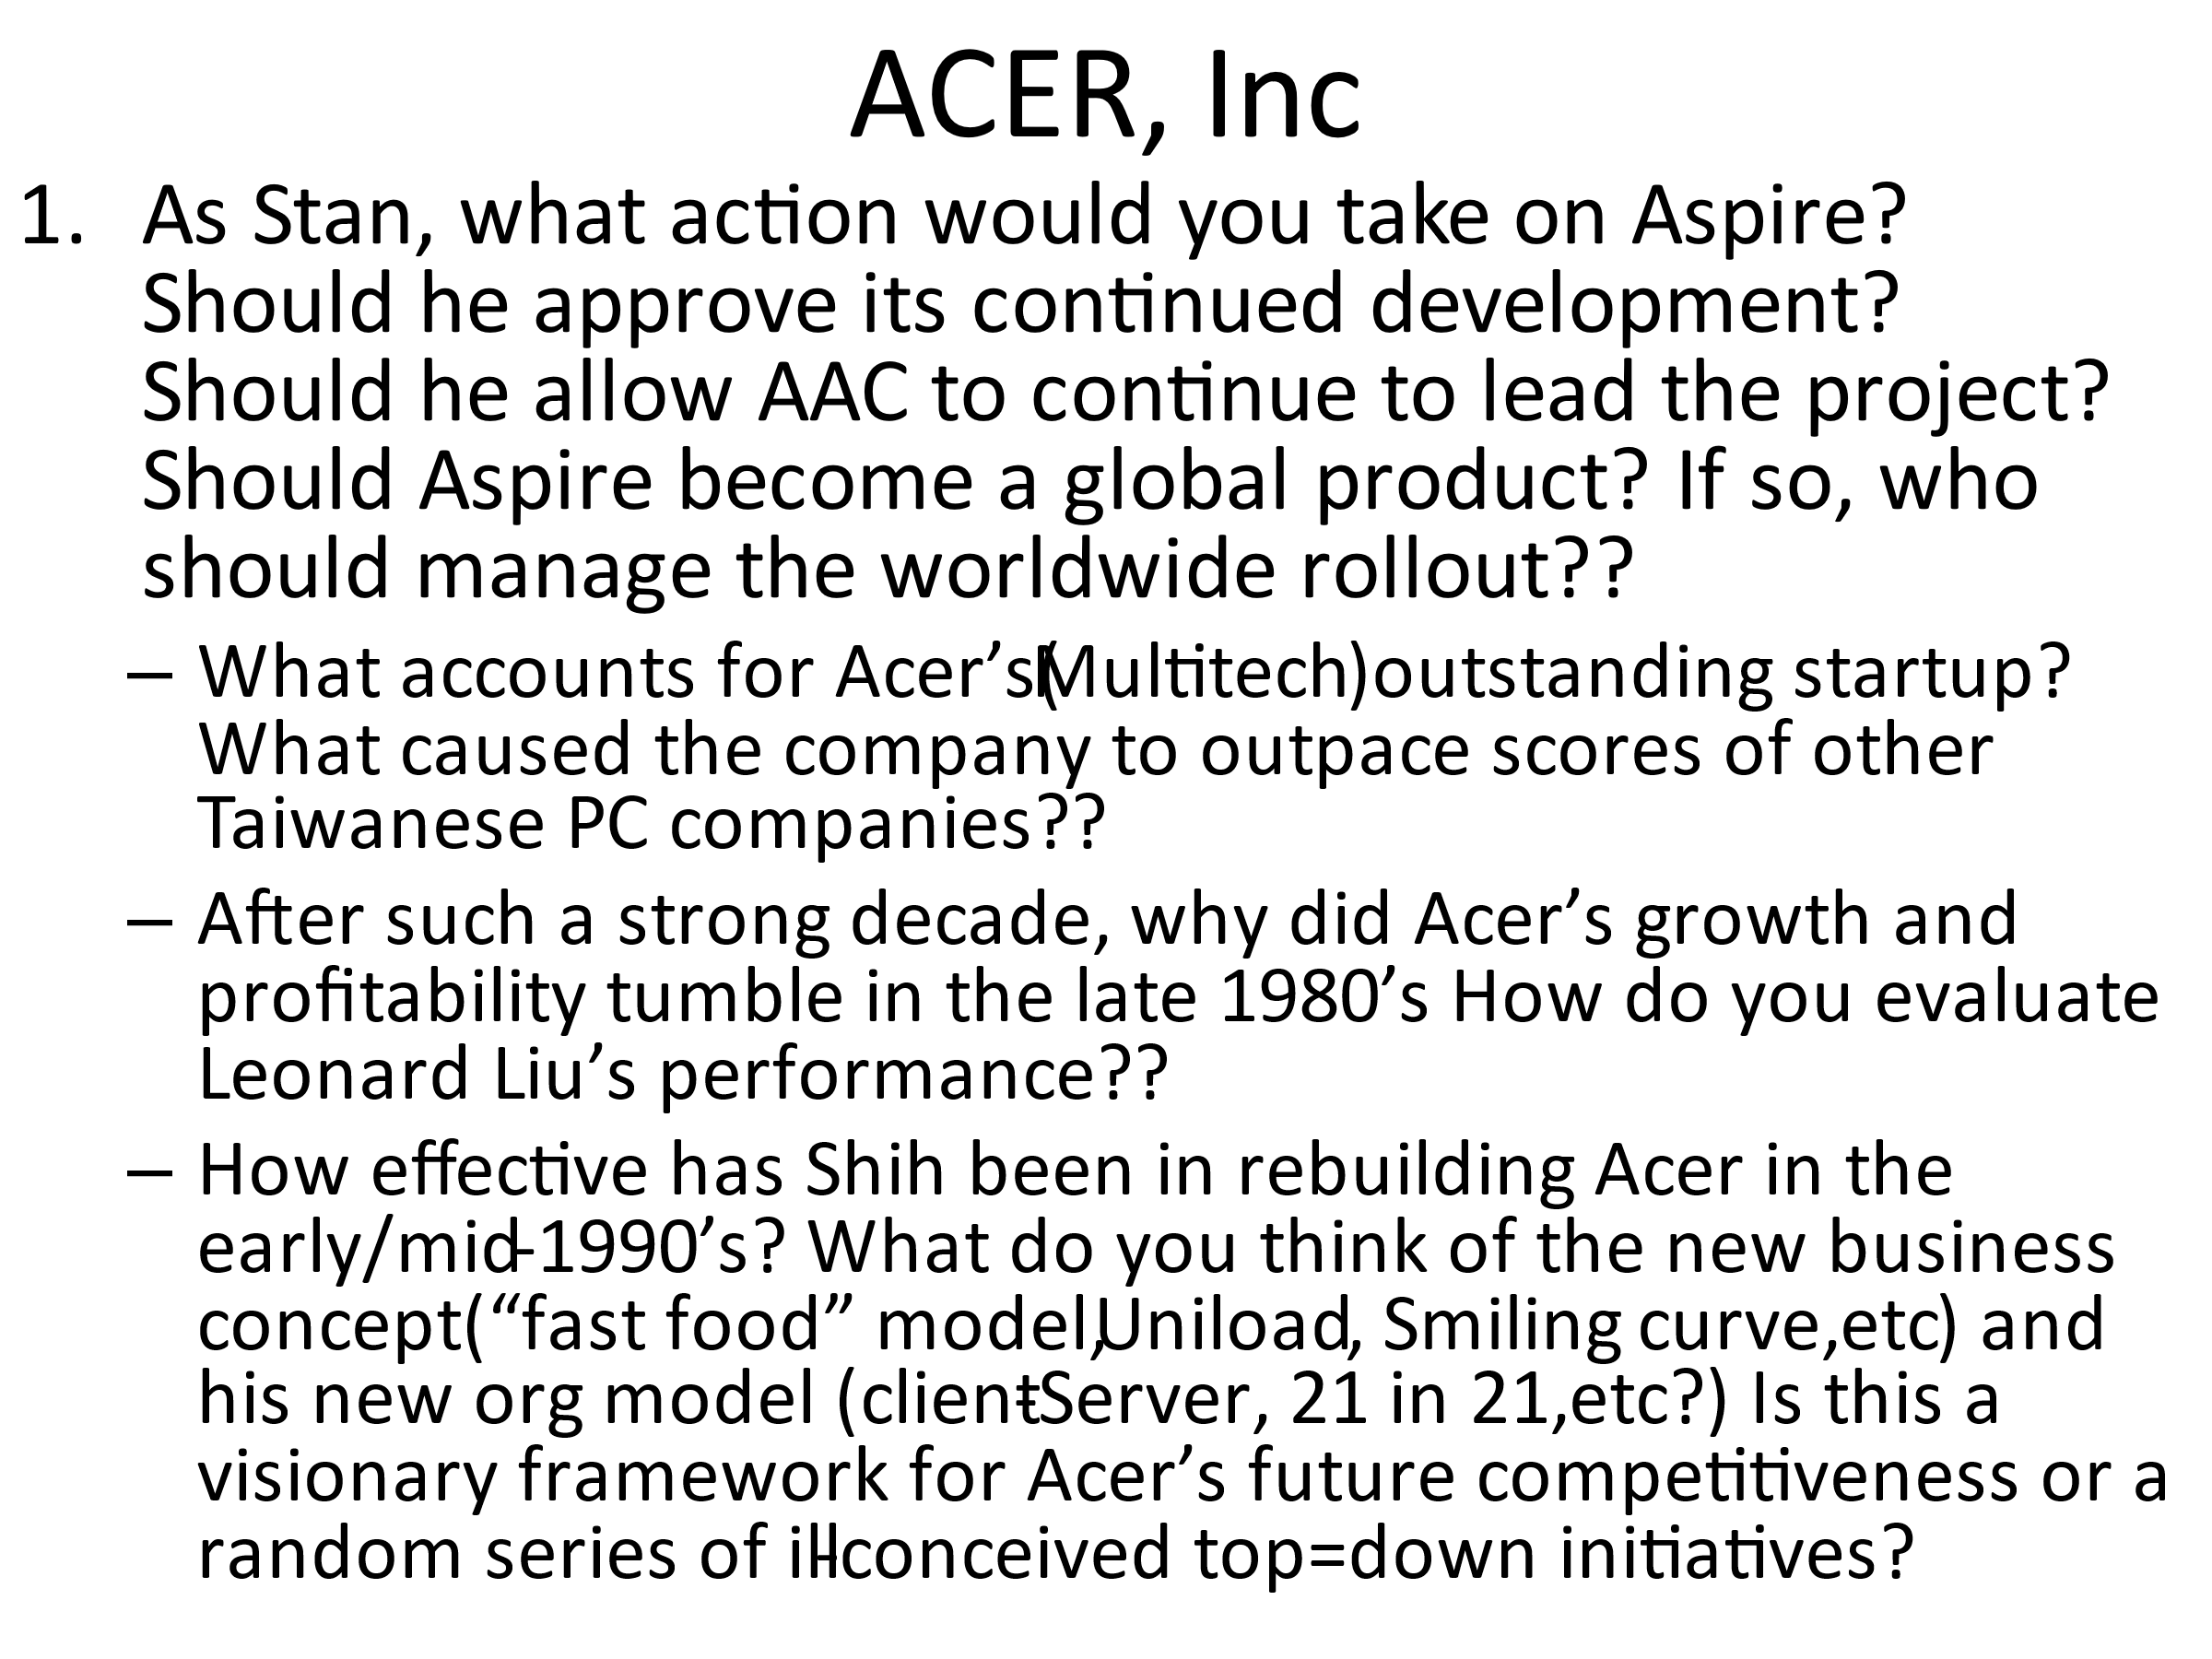 ACER, Inc
1. As Stan, what action would you take on Aspire?
Should he approve its continued development?
Should he allow AAC to continue to lead the project?
Should Aspire become a global product? If so, who
should manage the worldwide rollout??
– What accounts for Acer’s(Multitech)outstanding startup?
What caused the company to outpace scores of other
Taiwanese PC companies??
– After such a strong decade, why did Acer’s growth and
profitability tumble in the late 1980’s How do you evaluate
Leonard Liu’s performance??
– How effective has Shih been in rebuilding Acer in the
early/mid-1990’s? What do you think of the new business
concept(“fast food” model,Uniload, Smiling curve,etc) and
his new org model (client-Server, 21 in 21,etc?) Is this a
visionary framework for Acer’s future competitiveness or a
random series of ill-conceived top=down initiatives?